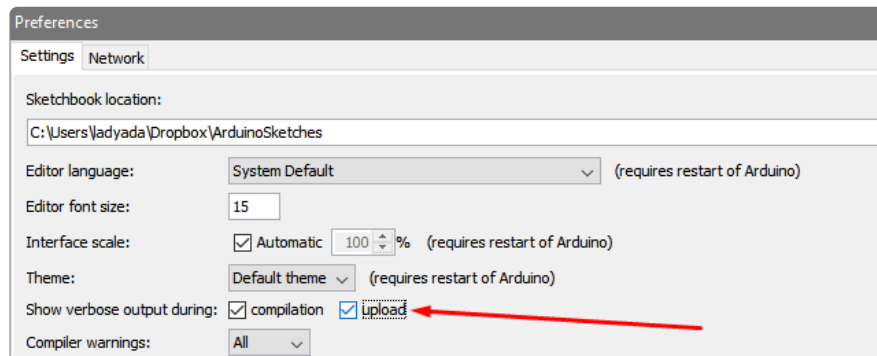 Preferences
Settings Network
Sketchbook location:
C:\Users\ladyada\Dropbox\ArduinoSketches
Editor language: System Default (requires restart of Arduino)
Editor font size: 15
Interface scale: Automatic 100 % (requires restart of Arduino)
Theme: Default theme (requires restart of Arduino)
Show verbose output during: compilation upload
Compiler warnings: All